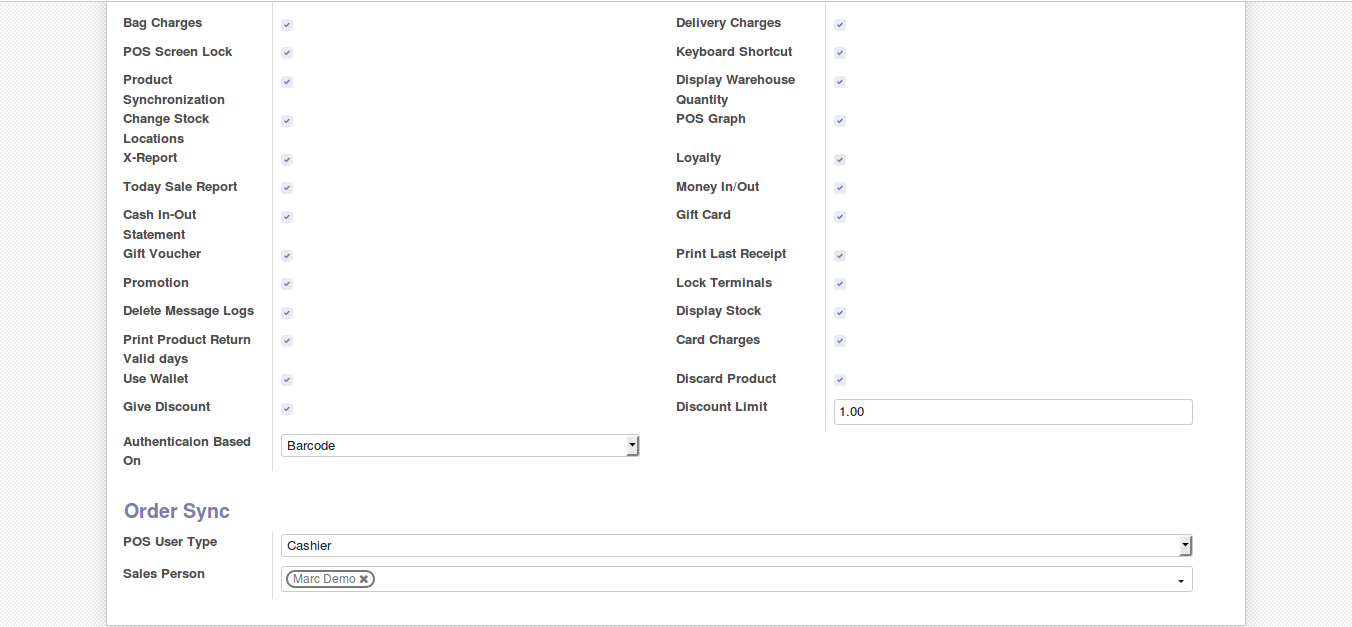 Bag Charges Delivery Charges
POS Screen Lock Keyboard Shortcut
Product Display Warehouse
Synchronization Quantity
Change Stock POS Graph
Locations
X-Report Loyalty
Today Sale Report Money In/Out
Cash In-Out Gift Card
Statement
Gift Voucher Print Last Receipt
Promotion Lock Terminals
Delete Message Logs Display Stock
Print Product Return Card Charges
Valid days
Use Wallet Discard Product
Give Discount Discount Limit 1.00
Authenticaion Based Barcode
On
Order Sync
POS User Type Cashier
Sales Person Marc Demo